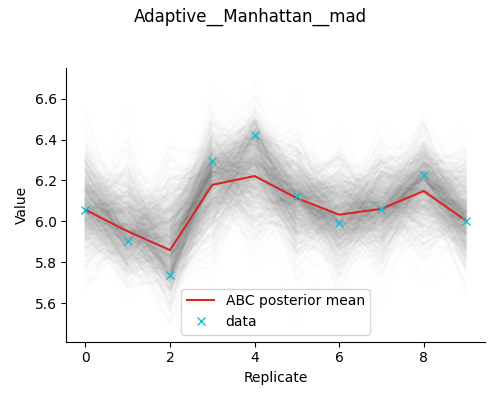 Adaptive__Manhattan__mad
6.6
6.4
6.2
6.0
5.8
5.6
Value
ABC posterior mean
data
0
2
4
6
8
Replicate